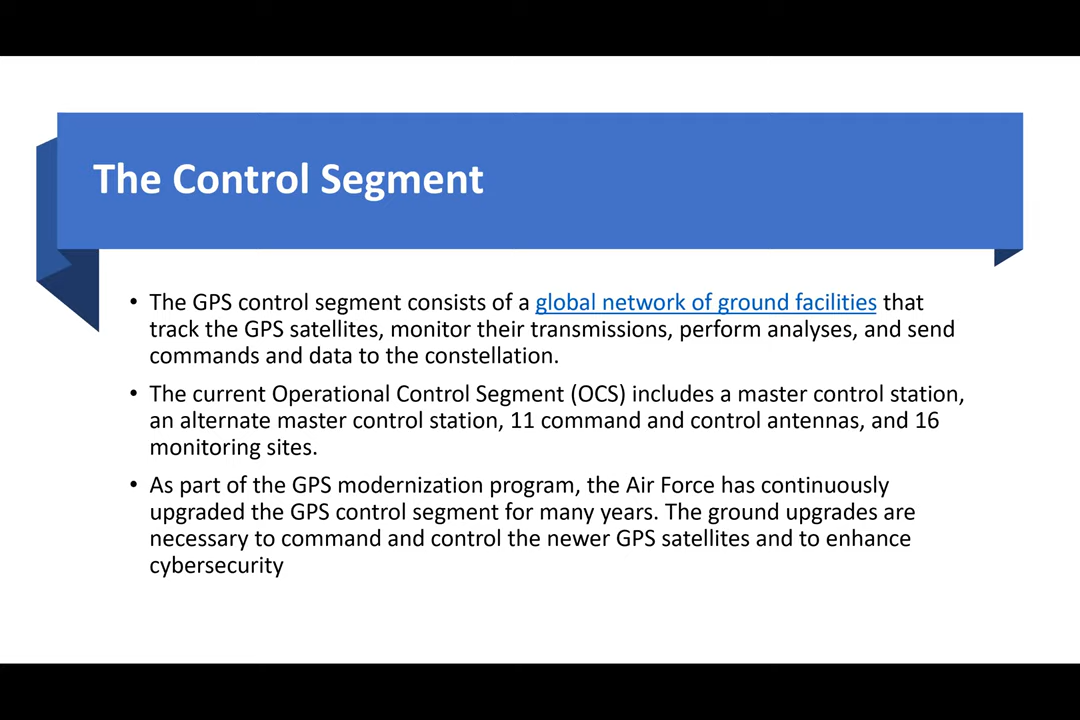 The Control Segment
• The GPS control segment consists of a global network of ground facilities that
track the GPS satellites, monitor their transmissions, perform analyses, and send
commands and data to the constellation.
• The current Operational Control Segment (OCS) includes a master control station,
an alternate master control station, 11 command and control antennas, and 16
monitoring sites.
• As part of the GPS modernization program, the Air Force has continuously
upgraded the GPS control segment for many years. The ground upgrades are
necessary to command and control the newer GPS satellites and to enhance
cybersecurity